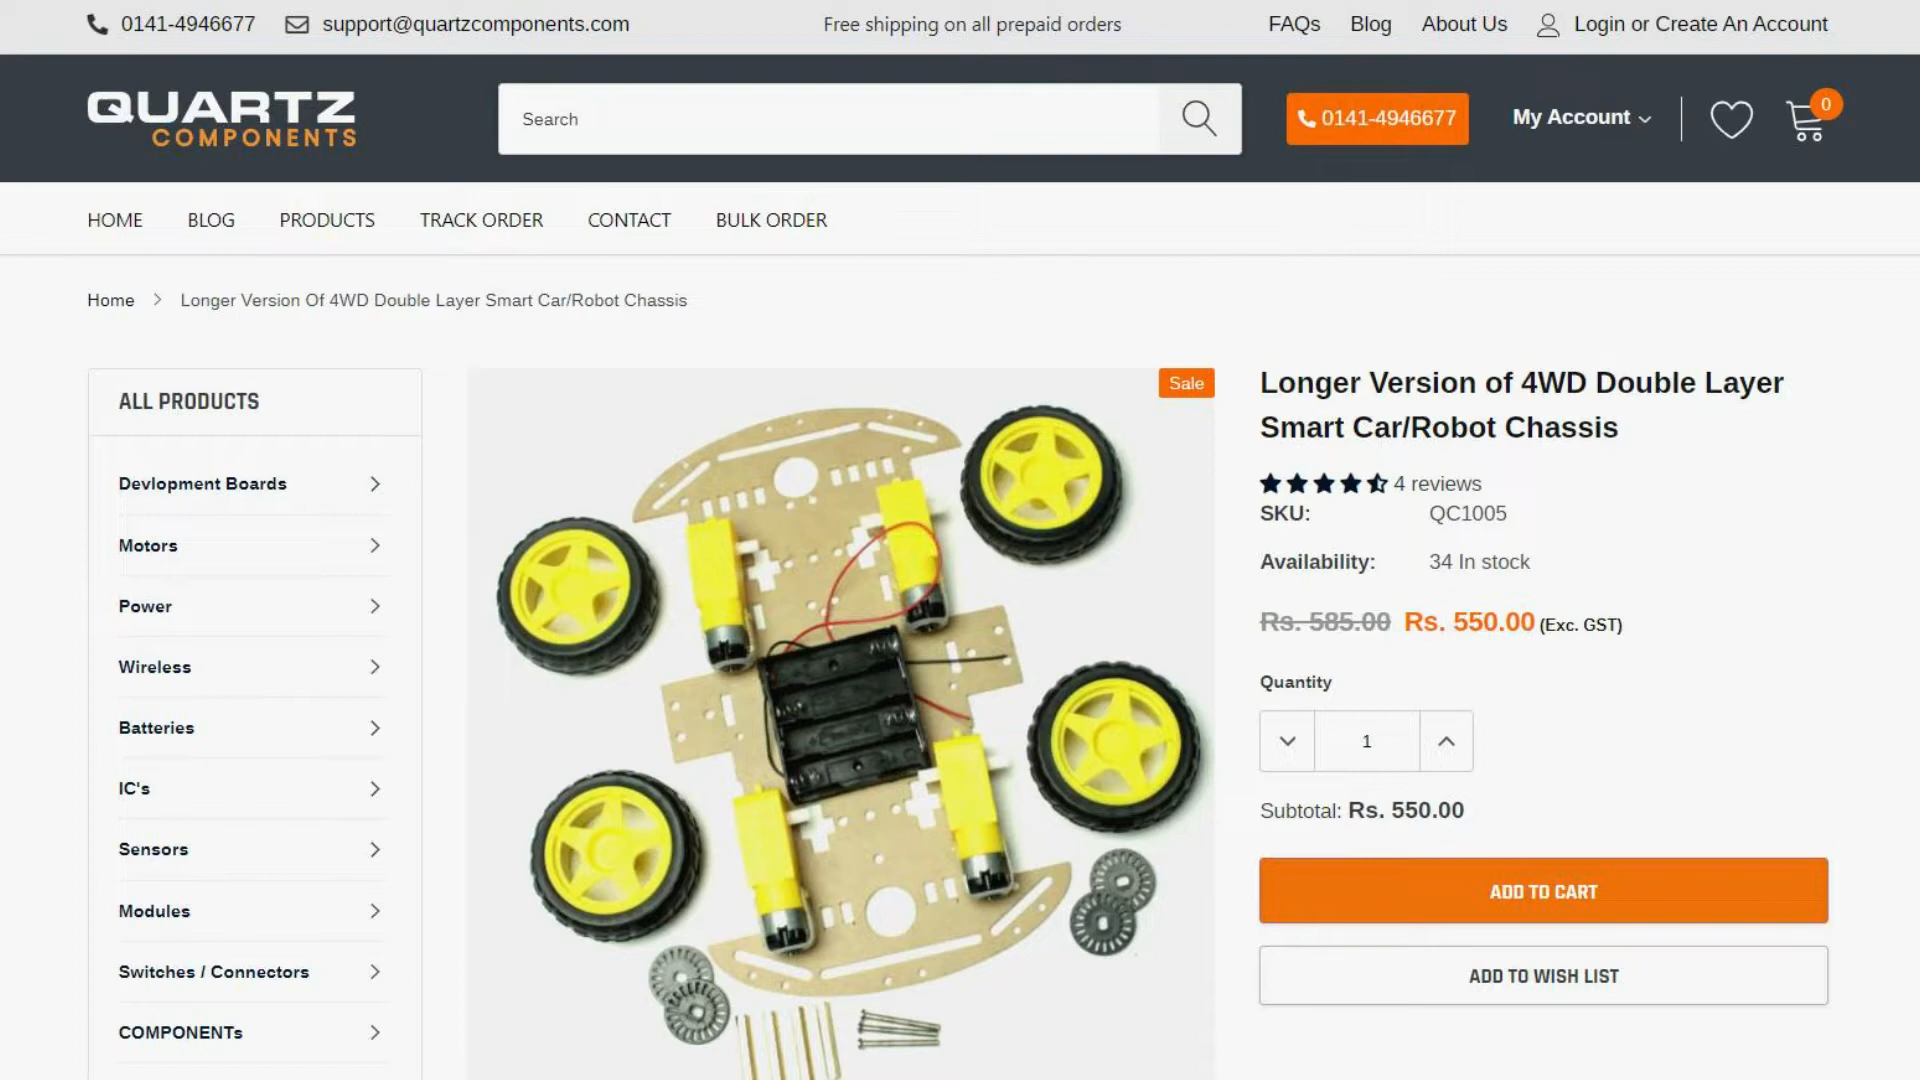 0141-4946677 support@quartzcomponents.com Free shipping on all prepaid orders FAQs Blog About Us Login or Create An Account
QUARTZ
COMPONENTS
Search
0141-4946677
My Account
0
HOME BLOG PRODUCTS TRACK ORDER CONTACT BULK ORDER
Home Longer Version Of 4WD Double Layer Smart Car/Robot Chassis
ALL PRODUCTS
Devlopment Boards
Motors
Power
Wireless
Batteries
IC's
Sensors
Modules
Switches / Connectors
COMPONENTs
Sale
Longer Version of 4WD Double Layer
Smart Car/Robot Chassis
4 reviews
SKU: QC1005
Availability: 34 In stock
Rs. 585.00 Rs. 550.00 (Exc. GST)
Quantity
1
Subtotal: Rs. 550.00
ADD TO CART
ADD TO WISH LIST